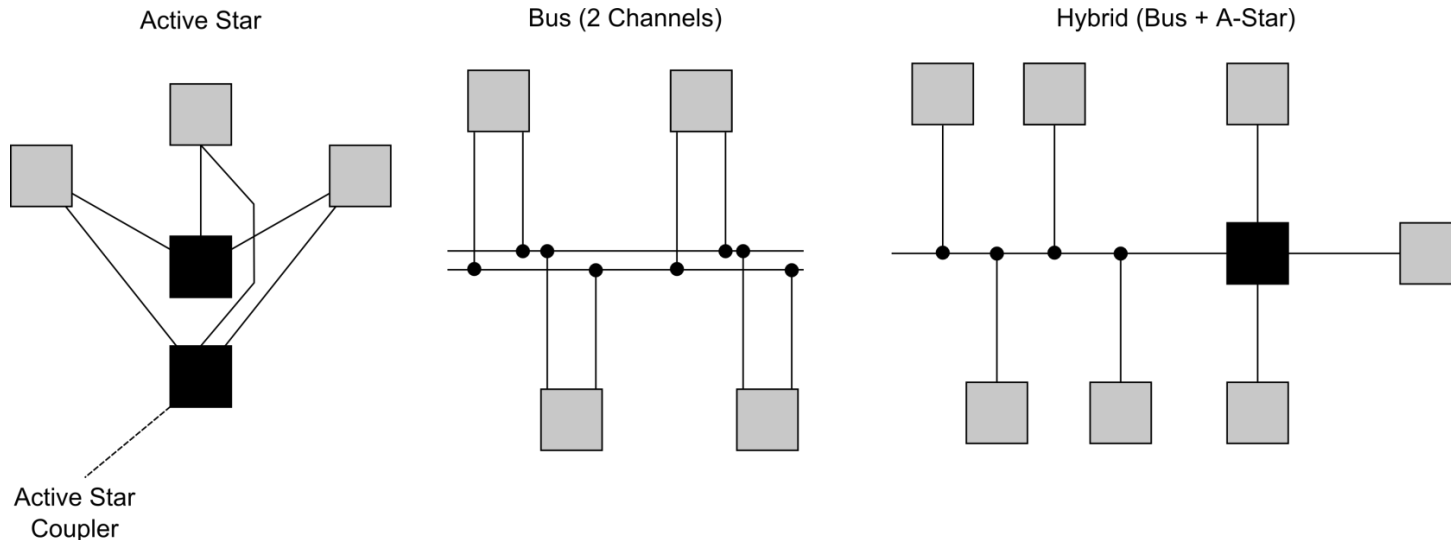 Active Star
Bus (2 Channels)
Hybrid (Bus + A-Star)
Active Star
Coupler